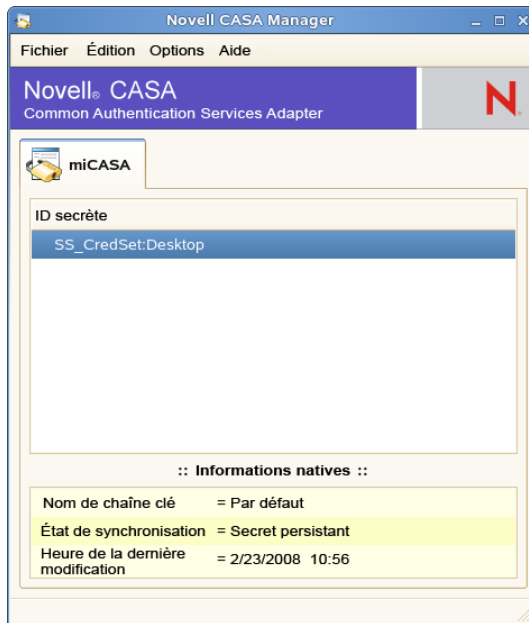 Novell CASA Manager
Fichier Édition Options Aide
Novell® CASA
Common Authentication Services Adapter
N
miCASA
ID secrète
SS_CredSet:Desktop
:: Informations natives ::
Nom de chaîne clé = Par défaut
État de synchronisation = Secret persistant
Heure de la dernière modification = 2/23/2008 10:56